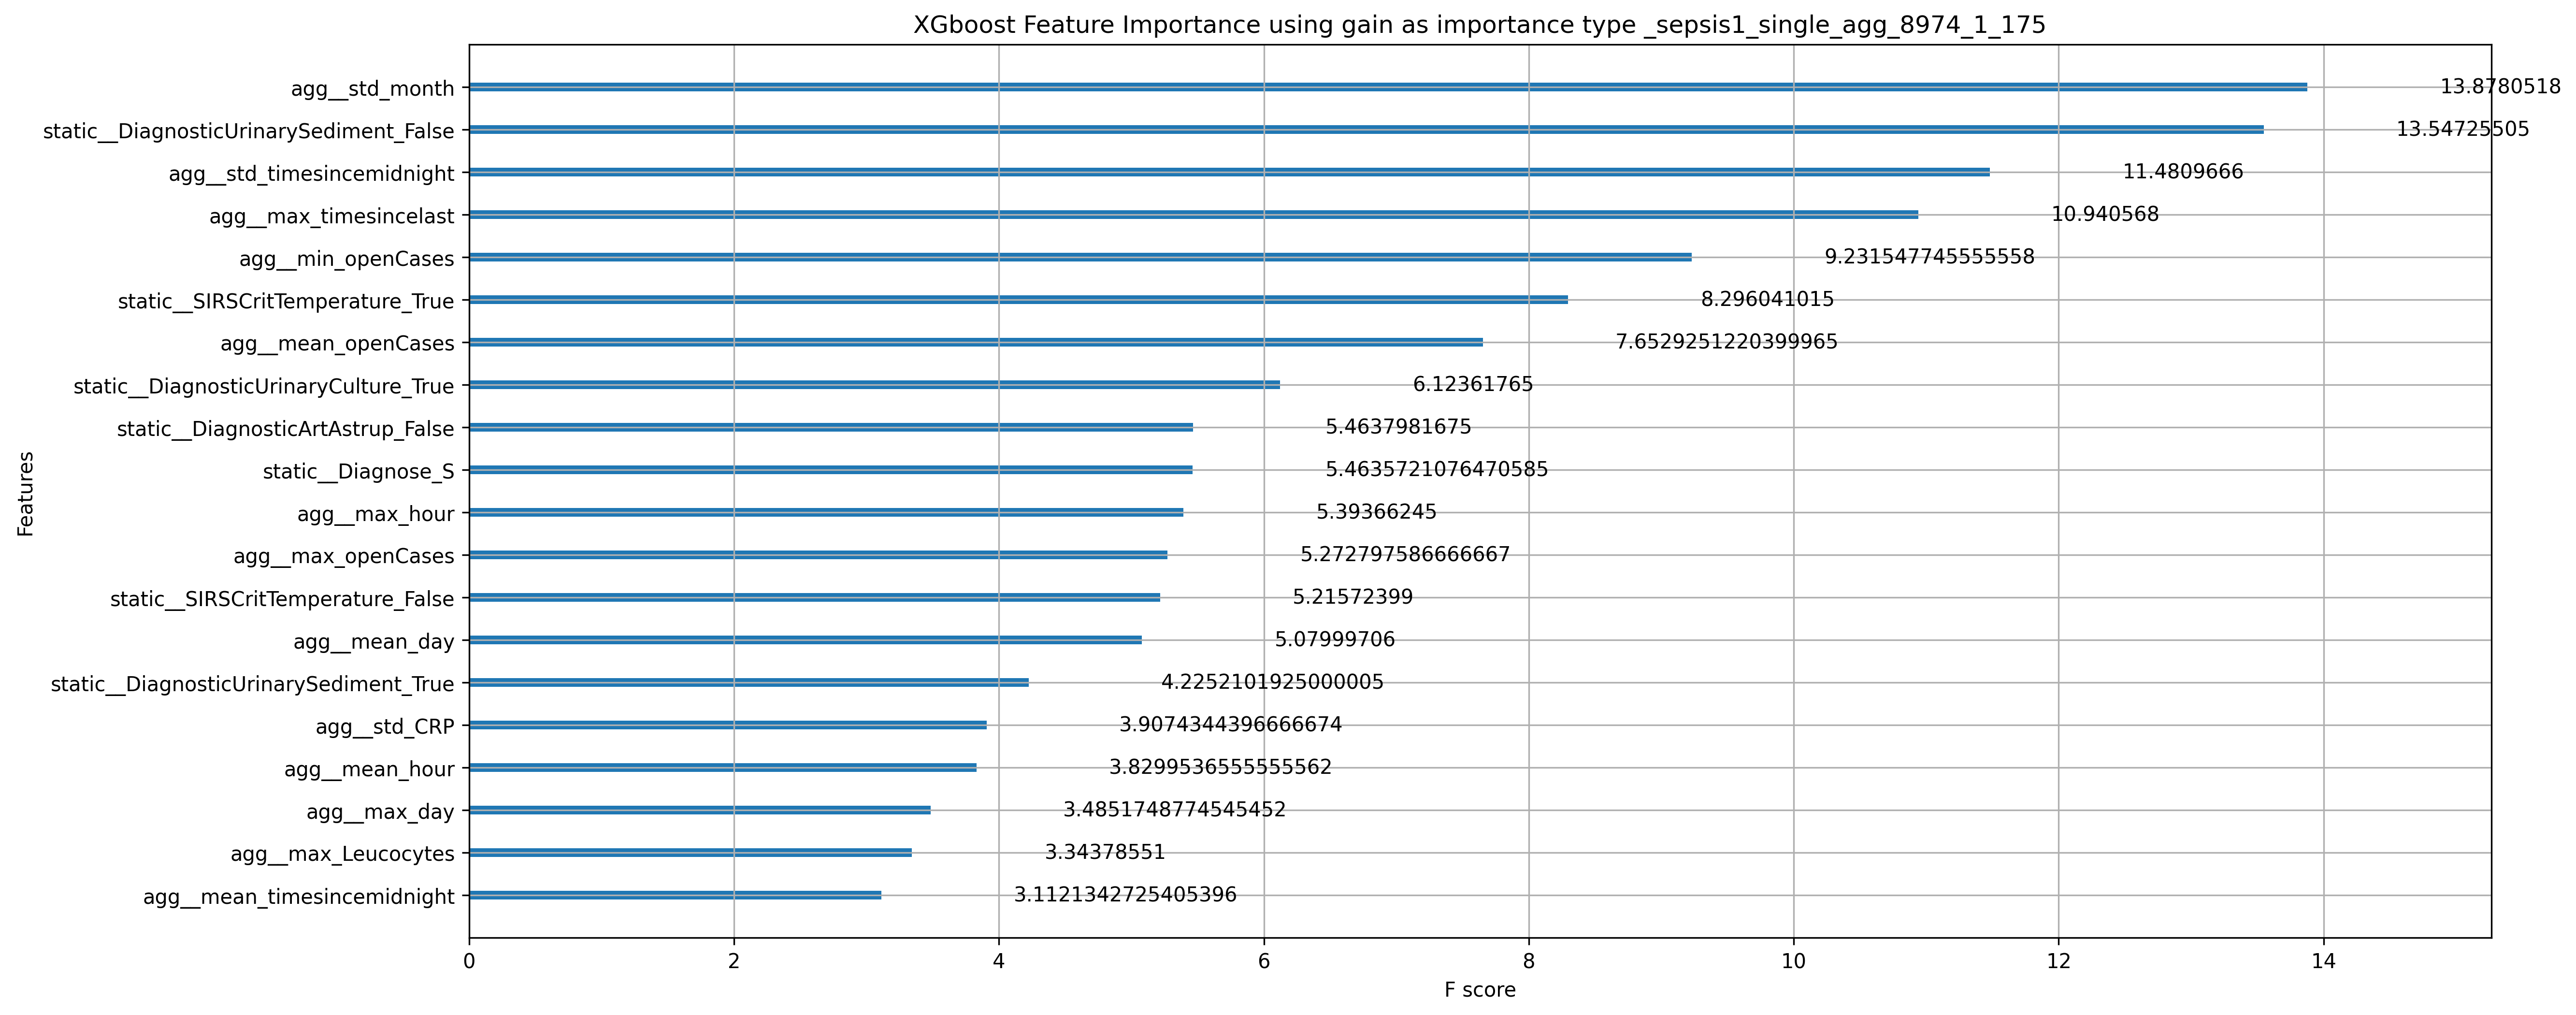 XGboost Feature Importance using gain as importance type _sepsis1_single_agg_8974_1_175
agg__std_month 13.8780518
static__DiagnosticUrinarySediment_False 13.54725505
agg__std_timesincemidnight 11.4809666
agg__max_timesincelast 10.940568
agg__min_openCases 9.231547745555558
static__SIRSCritTemperature_True 8.296041015
agg__mean_openCases 7.6529251220399965
static__DiagnosticUrinaryCulture_True 6.12361765
static__DiagnosticArtAstrup_False 5.4637981675
static__Diagnose_S 5.4635721076470585
agg__max_hour 5.39366245
agg__max_openCases 5.272797586666667
static__SIRSCritTemperature_False 5.21572399
agg__mean_day 5.07999706
static__DiagnosticUrinarySediment_True 4.2252101925000005
agg__std_CRP 3.9074344396666674
agg__mean_hour 3.8299536555555562
agg__max_day 3.4851748774545452
agg__max_Leucocytes 3.34378551
agg__mean_timesincemidnight 3.1121342725405396
Features
0 2 4 6 8 10 12 14
F score